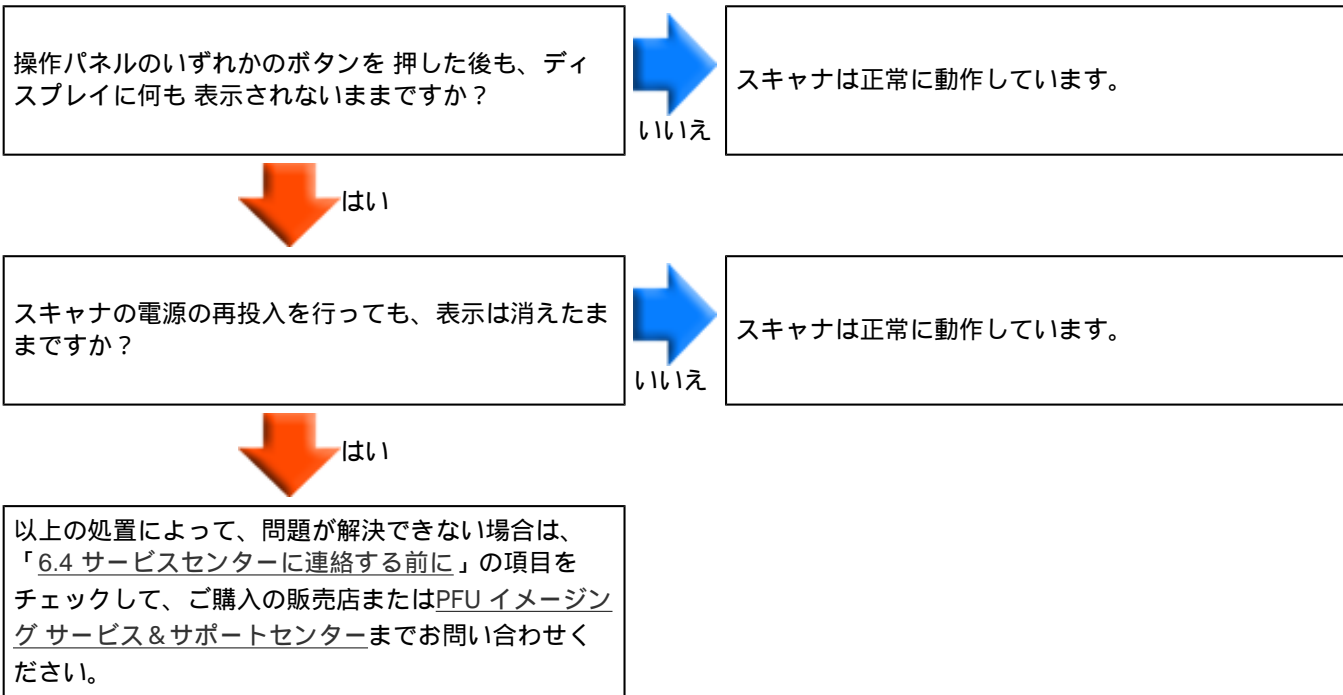 操作パネルのいずれかのボタンを 押した後も、ディ
スプレイに何も 表示されないままですか？
いいえ
スキャナは正常に動作しています。
はい
スキャナの電源の再投入を行っても、表示は消えたま
まですか？
いいえ
スキャナは正常に動作しています。
はい
以上の処置によって、問題が解決できない場合は、
「6.4 サービスセンターに連絡する前に」の項目を
チェックして、ご購入の販売店またはPFU イメージン
グ サービス＆サポートセンターまでお問い合わせく
ださい。